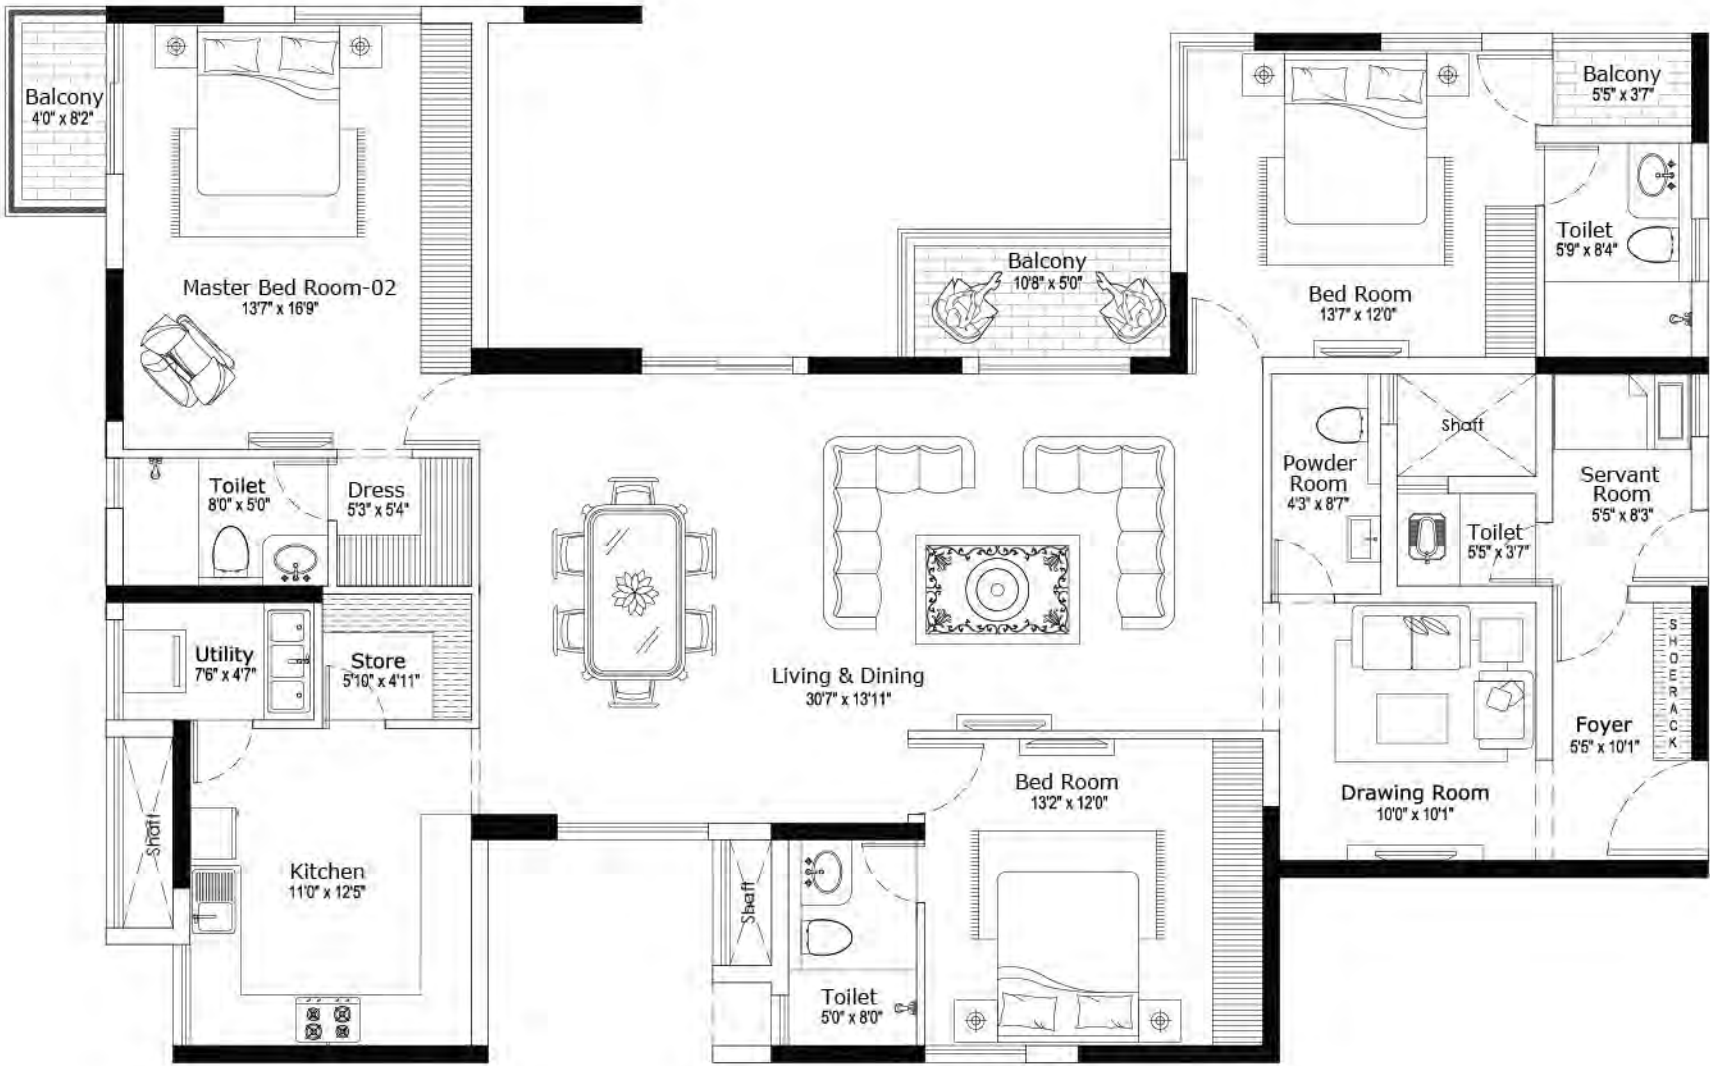 Balcony
4'0" x 8'2"
Master Bed Room-02
13'7" x 16'9"
Balcony
10'8" x 5'0"
Balcony
5'5" x 3'7"
Toilet
5'9" x 8'4"
Bed Room
13'7" x 12'0"
Toilet
8'0" x 5'0"
Dress
5'3" x 5'4"
Powder
Room
4'3" x 8'7"
Shaft
Servant
Room
5'5" x 8'3"
Toilet
5'5" x 3'7"
Utility
7'6" x 4'7"
Store
5'10" x 4'11"
Living & Dining
30'7" x 13'11"
SHOERACK
Foyer
5'5" x 10'1"
Drawing Room
10'0" x 10'1"
Bed Room
13'2" x 12'0"
Shaft
Kitchen
11'0" x 12'5"
Shaft
Toilet
5'0" x 8'0"